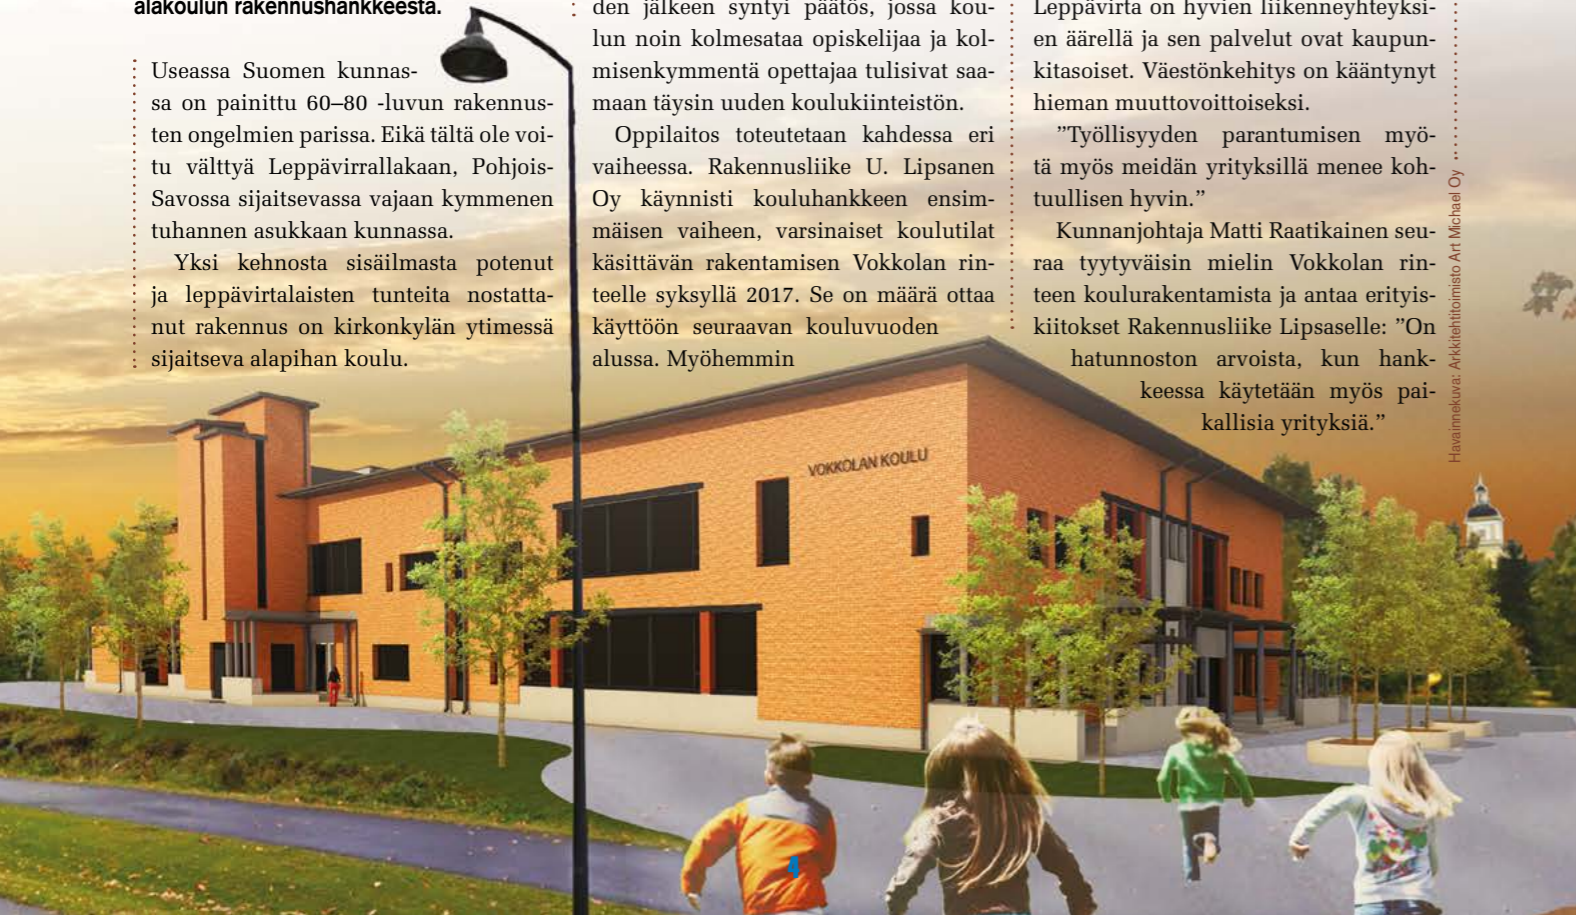 alakoulun rakennushankkeesta.
Useassa Suomen kunnas-
sa on painittu 60–80 -luvun rakennus-
ten ongelmien parissa. Eikä tältä ole voi-
tu välttyä Leppävirrallakaan, Pohjois-
Savossa sijaitsevassa vajaan kymmenen
tuhannen asukkaan kunnassa.
Yksi kehnosta sisäilmasta potenut
ja leppävirtalaisten tunteita nostatta-
nut rakennus on kirkonkylän ytimessä
sijaitseva alapihan koulu.
den jälkeen syntyi päätös, jossa kou-
lun noin kolmesataa opiskelijaa ja kol-
misenkymmentä opettajaa tulisivat saa-
maan täysin uuden koulukiinteistön.
Oppilaitos toteutetaan kahdessa eri
vaiheessa. Rakennusliike U. Lipsanen
Oy käynnisti kouluhankkeen ensim-
mäisen vaiheen, varsinaiset koulutilat
käsittävän rakentamisen Vokkolan rin-
teelle syksyllä 2017. Se on määrä ottaa
käyttöön seuraavan kouluvuoden
alussa. Myöhemmin
Leppävirta on hyvien liikenneyhteyksi-
en äärellä ja sen palvelut ovat kaupun-
kitasoiset. Väestönkehitys on kääntynyt
hieman muuttovoittoiseksi.
”Työllisyyden parantumisen myö-
tä myös meidän yrityksillä menee koh-
tuullisen hyvin.”
Kunnanjohtaja Matti Raatikainen seu-
raa tyytyväisin mielin Vokkolan rin-
teen koulurakentamista ja antaa erityis-
kiitokset Rakennusliike Lipsaselle: ”On
hatunnoston arvoista, kun hank-
keessa käytetään myös pai-
kallisia yrityksiä.”
Havainnekuva: Arkkitehtitoimisto Art Michael Oy
VOKKOLAN KOULU
4